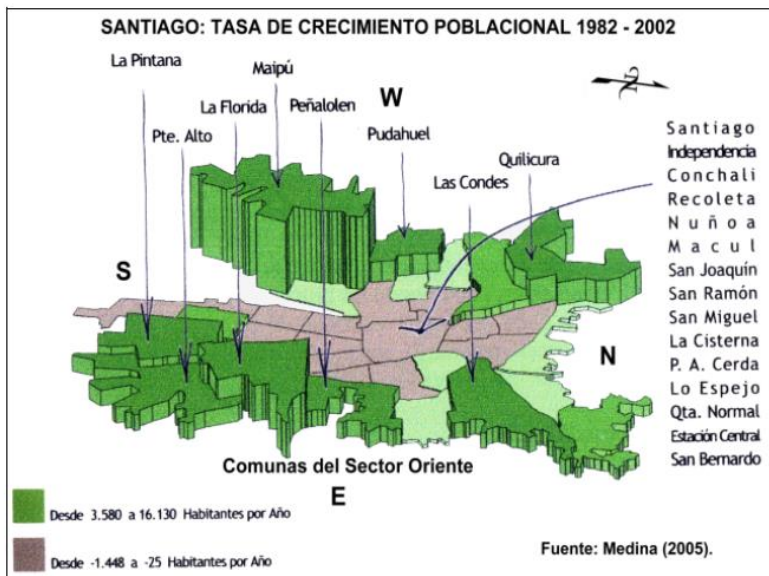 SANTIAGO: TASA DE CRECIMIENTO POBLACIONAL 1982 - 2002
La Pintana
Maipú
La Florida
Peñalolen
W
Pte. Alto
Pudahuel
Quilicura
Las Condes
N
Santiago
Independencia
Conchali
Recoleta
Nuñoa
Macul
San Joaquín
San Ramón
San Miguel
La Cisterna
P. A. Cerda
Lo Espejo
Qta. Normal
Estación Central
San Bernardo
S
N
Comunas del Sector Oriente
E
Desde 3.580 a 16.130 Habitantes por Año
Desde -1.448 a -25 Habitantes por Año
Fuente: Medina (2005).